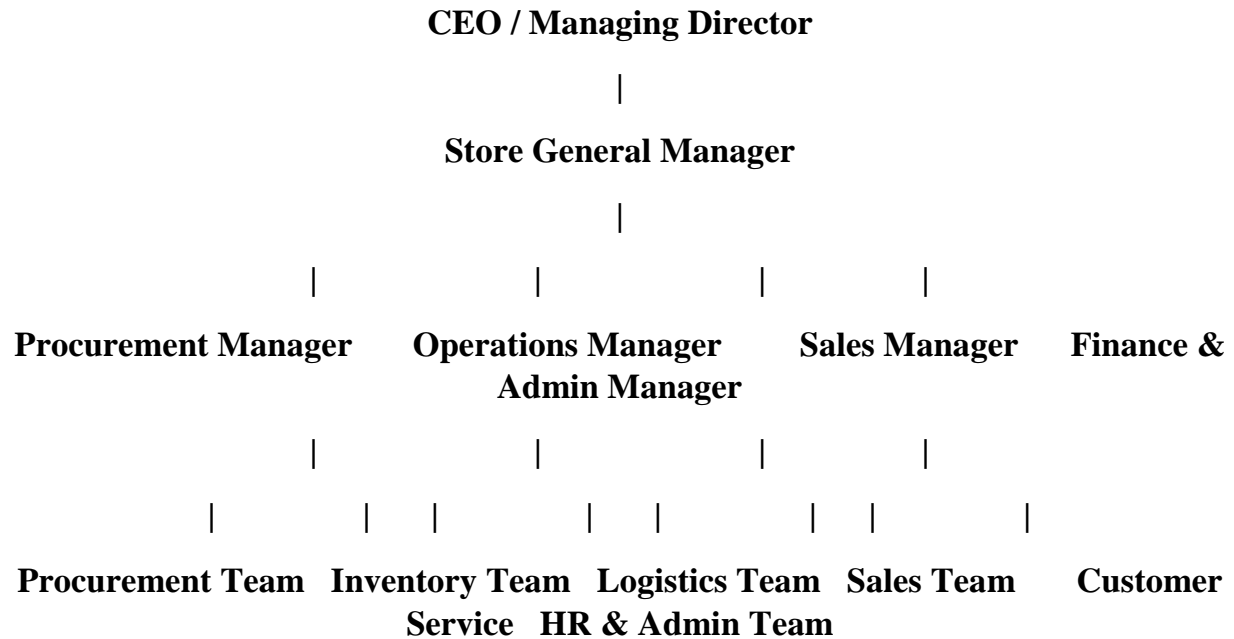 CEO / Managing Director
|
Store General Manager
|
| | | |
Procurement Manager Operations Manager Sales Manager Finance &
Admin Manager
| | | |
| | | | | | | |
Procurement Team Inventory Team Logistics Team Sales Team Customer
Service HR & Admin Team